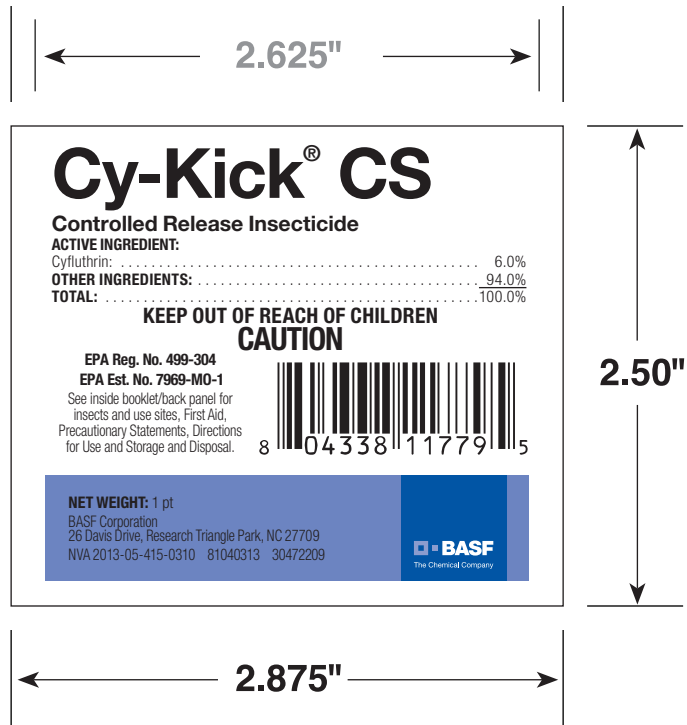 2.625"
Cy-Kick® CS
Controlled Release Insecticide
ACTIVE INGREDIENT:
Cyfluthrin: . . . . . . . . . . . . . . . . . . . . . . . . . . . . . . . . . . . . . . . . . . . . . . . . 6.0%
OTHER INGREDIENTS: . . . . . . . . . . . . . . . . . . . . . . . . . . . . . . . . . . . . . 94.0%
TOTAL: . . . . . . . . . . . . . . . . . . . . . . . . . . . . . . . . . . . . . . . . . . . . . . . . . 100.0%
KEEP OUT OF REACH OF CHILDREN
CAUTION
EPA Reg. No. 499-304
EPA Est. No. 7969-MO-1
See inside booklet/back panel for
insects and use sites, First Aid,
Precautionary Statements, Directions
for Use and Storage and Disposal.
8 04338 11779 5
2.50"
NET WEIGHT: 1 pt
BASF Corporation
26 Davis Drive, Research Triangle Park, NC 27709
NVA 2013-05-415-0310 81040313 30472209
BASF
The Chemical Company
2.875"